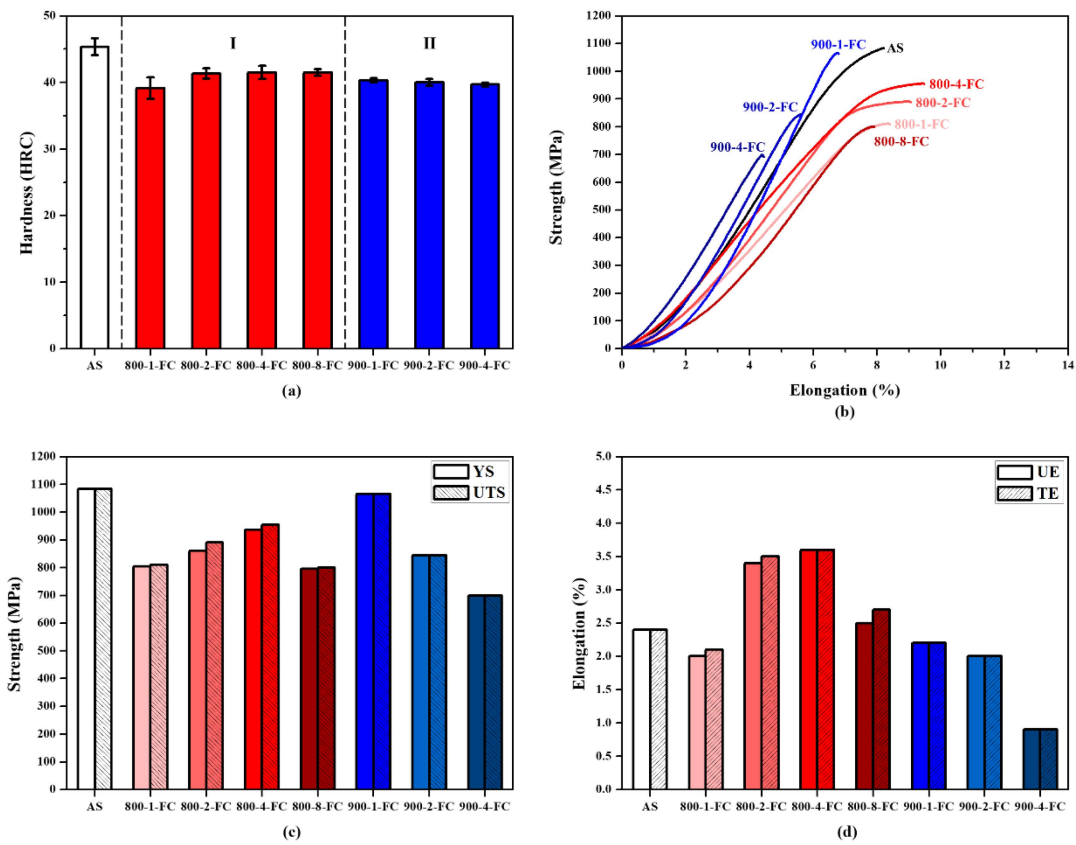 50
40
30
20
10
0
Hardness (HRC)
I
II
AS
800-1-FC
800-2-FC
800-4-FC
800-8-FC
900-1-FC
900-2-FC
900-4-FC
(a)
1200
1100
1000
900
800
700
600
500
400
300
200
100
0
Strength (MPa)
900-1-FC
AS
800-4-FC
900-2-FC
800-2-FC
800-1-FC
900-4-FC
800-8-FC
0
2
4
6
8
10
12
14
Elongation (%)
(b)
1200
1100
1000
900
800
700
600
500
400
300
200
100
0
Strength (MPa)
YS
UTS
AS
800-1-FC
800-2-FC
800-4-FC
800-8-FC
900-1-FC
900-2-FC
900-4-FC
(c)
5.0
4.5
4.0
3.5
3.0
2.5
2.0
1.5
1.0
0.5
0.0
Elongation (%)
UE
TE
AS
800-1-FC
800-2-FC
800-4-FC
800-8-FC
900-1-FC
900-2-FC
900-4-FC
(d)